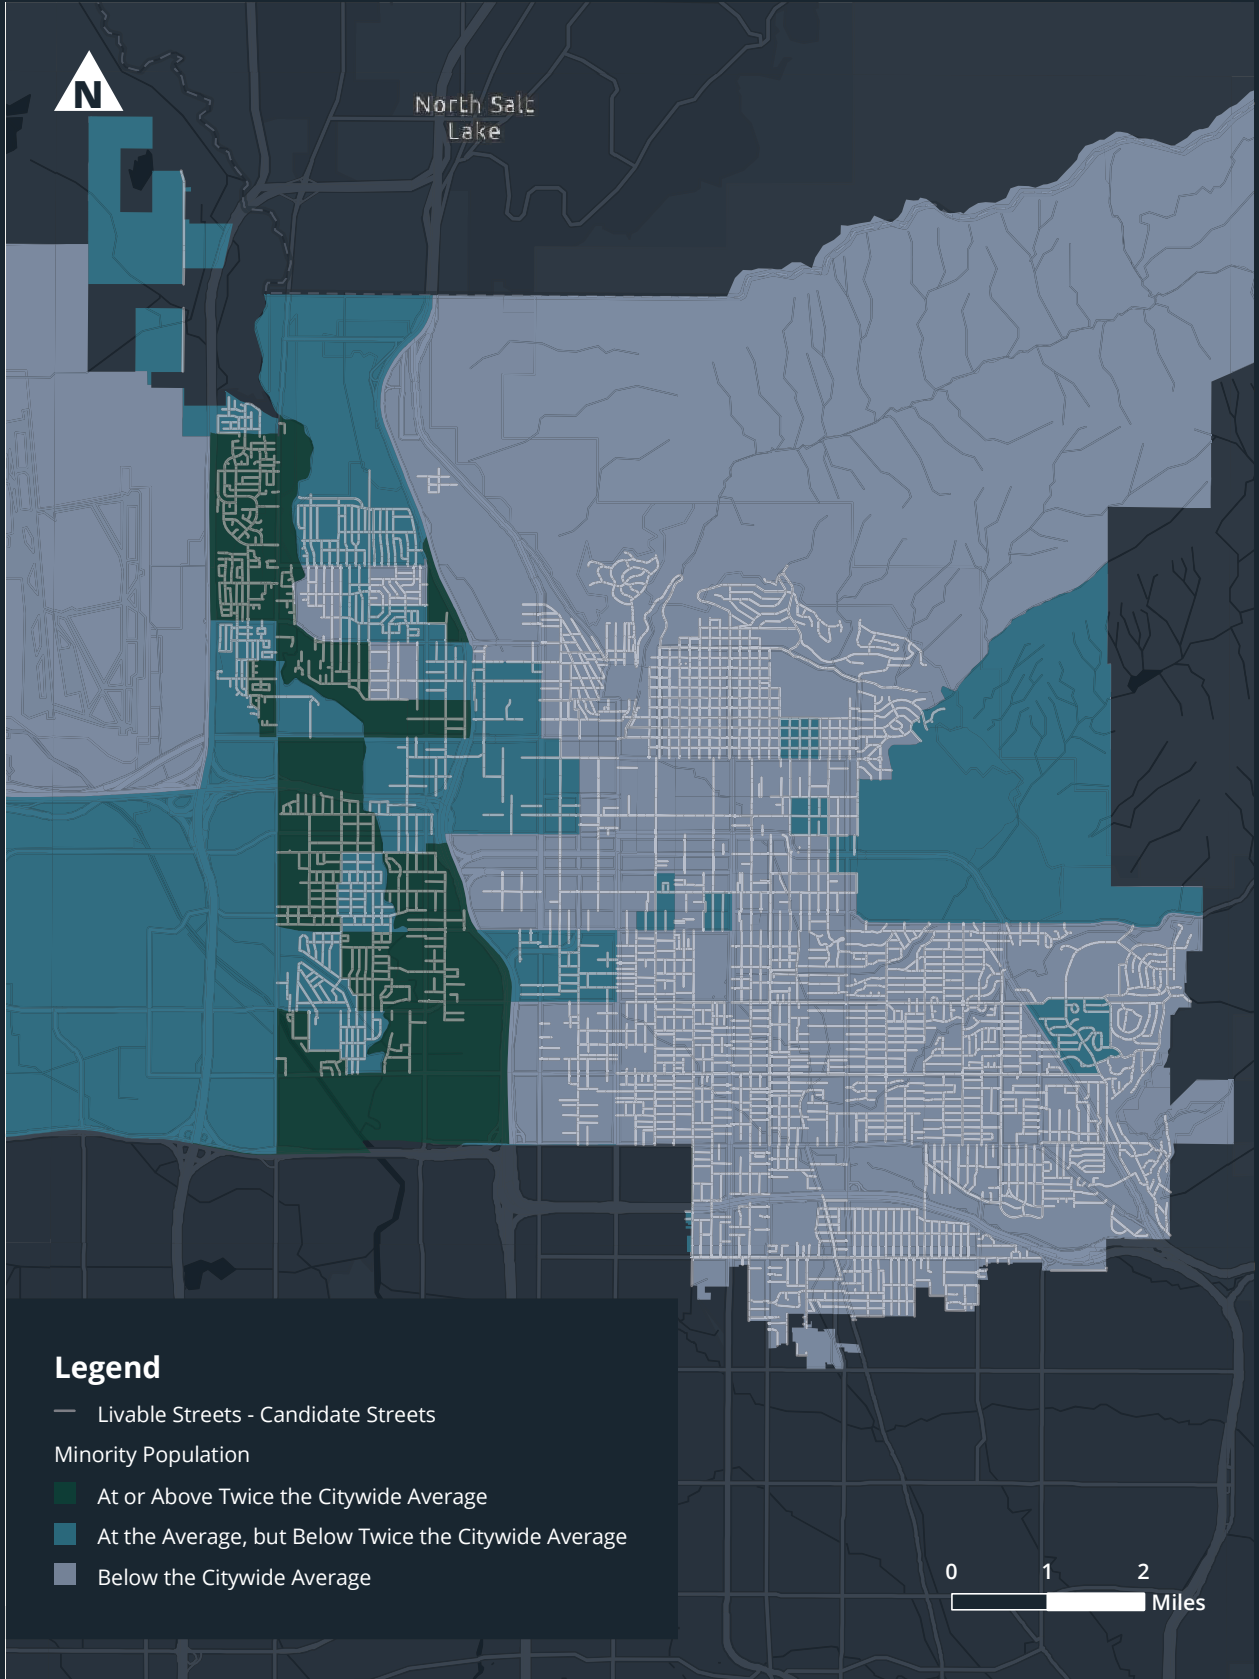 N
North Salt
Lake
Legend
Livable Streets - Candidate Streets
Minority Population
At or Above Twice the Citywide Average
At the Average, but Below Twice the Citywide Average
Below the Citywide Average
0 1 2
Miles